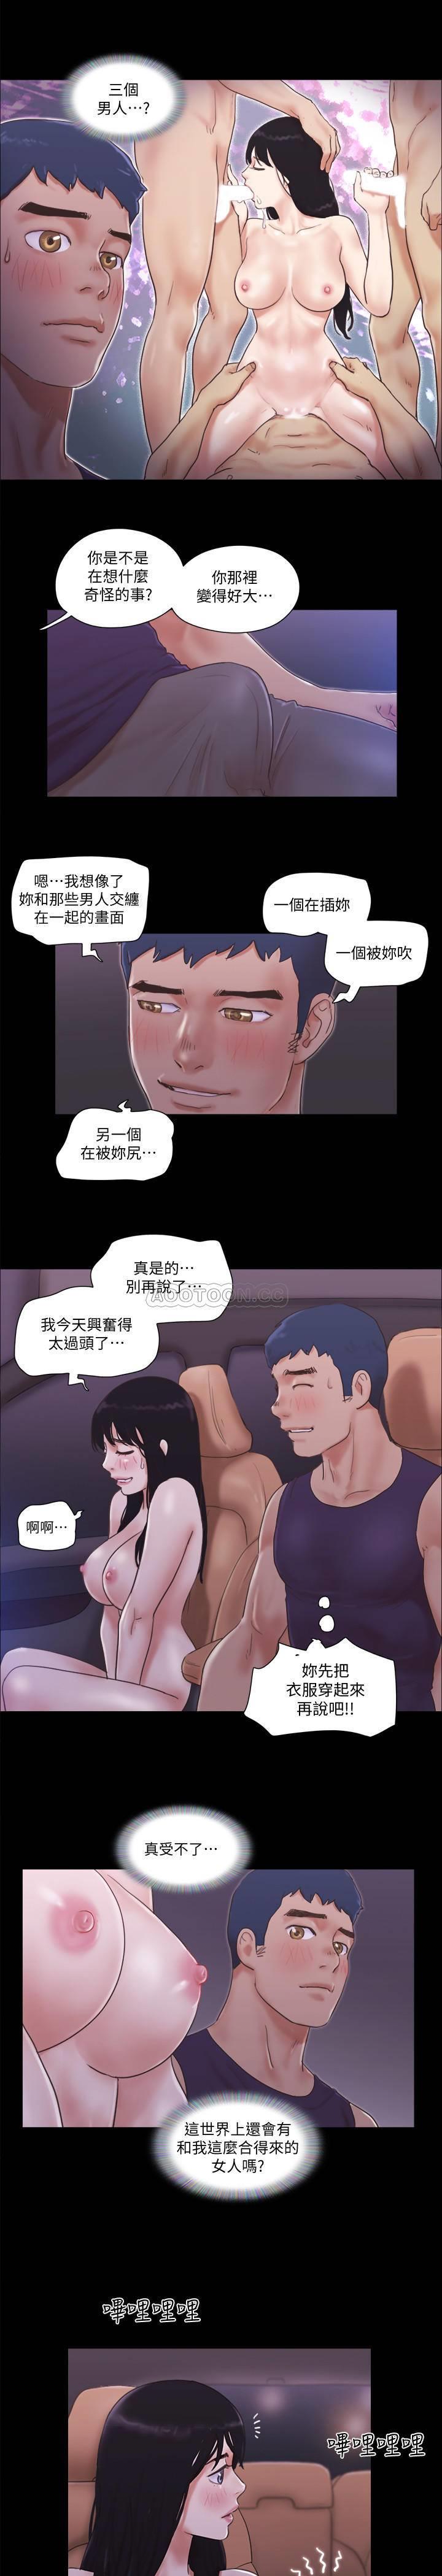 三個
男人…?
你是不是
在想什麼
奇怪的事?
你那裡
變得好大…
嗯…我想像了
妳和那些男人交纏
在一起的畫面
一個在插妳
一個被妳吹
另一個
在被妳尻…
真是的…
別再說了…
我今天興奮得
太過頭了…
啊啊…
妳先把
衣服穿起來
再說吧!!
真受不了…
這世界上還會有
和我這麼合得來的
女人嗎?
嗶哩哩哩
嗶哩哩哩